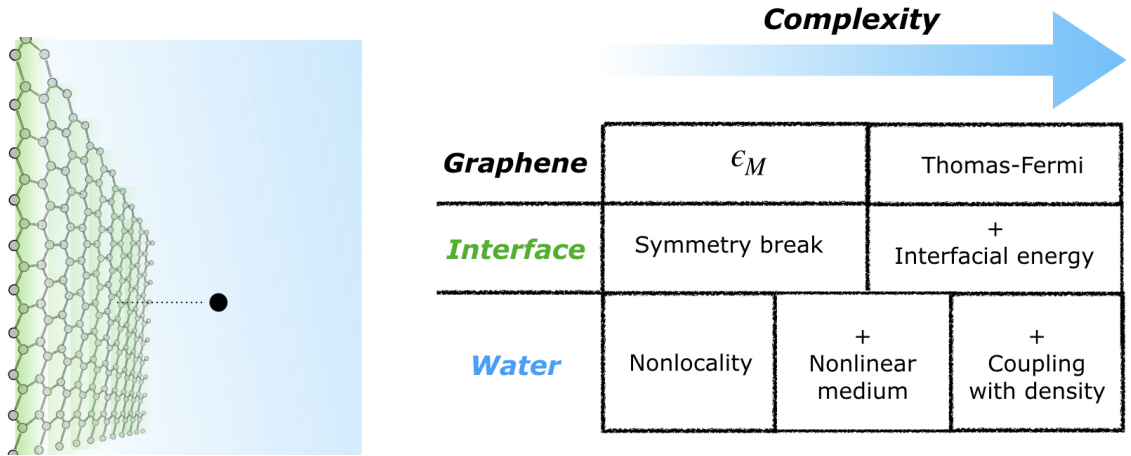 Complexity
Graphene
ϵ_M
Thomas-Fermi
Interface
Symmetry break
+
Interfacial energy
Water
Nonlocality
+
Nonlinear
medium
+
Coupling
with density